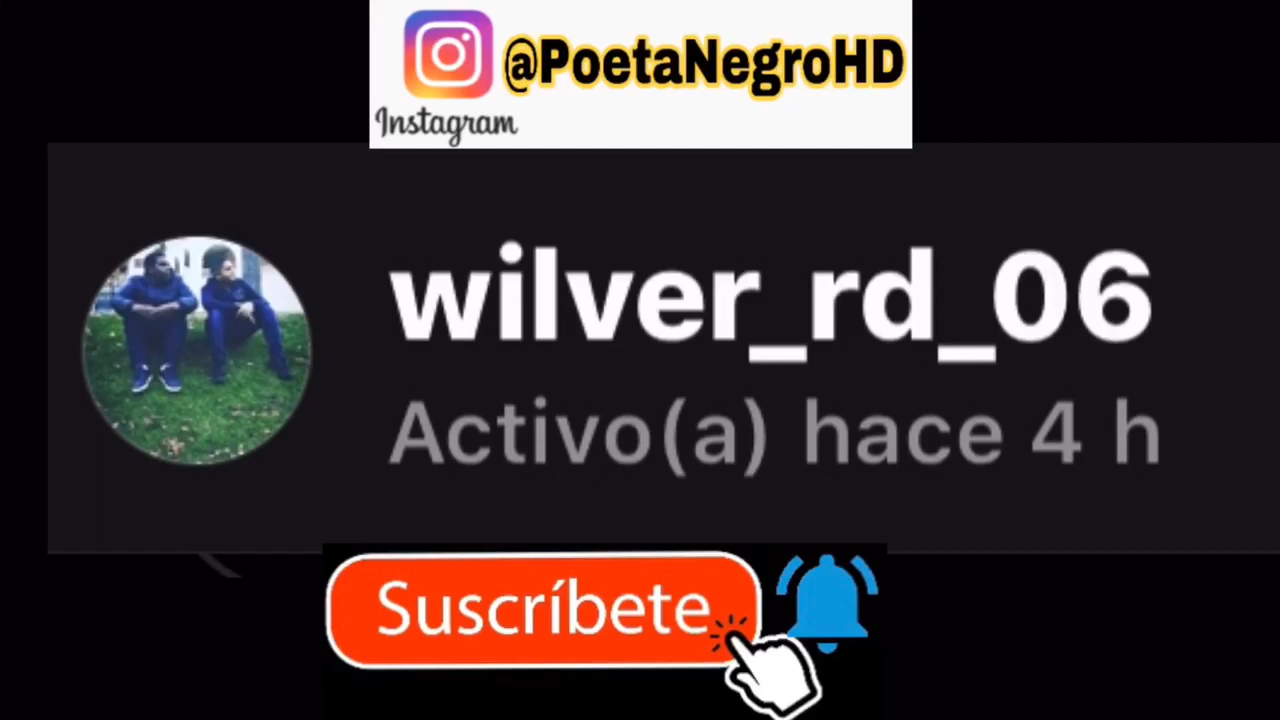 @PoetaNegroHD
Instagram
wilver_rd_06
Activo(a) hace 4 h
Suscríbete